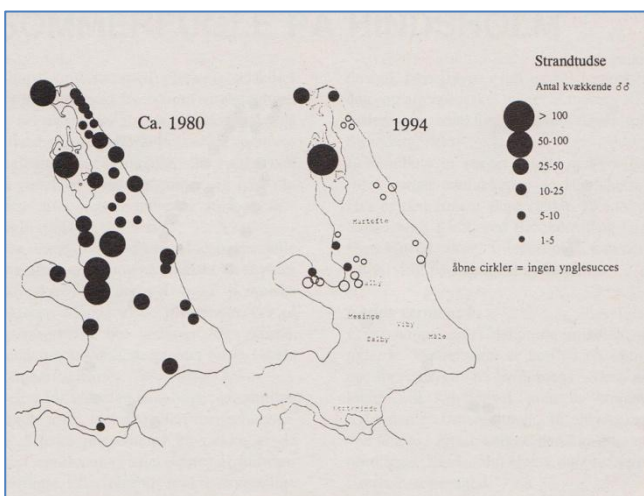 Strandtudse
Antal kvækkende ♂♂
Ca. 1980
1994
> 100
50-100
25-50
10-25
5-10
1-5
åbne cirkler = ingen ynglesucces
Martofte
Mesinge
Viby
Salby
Måle